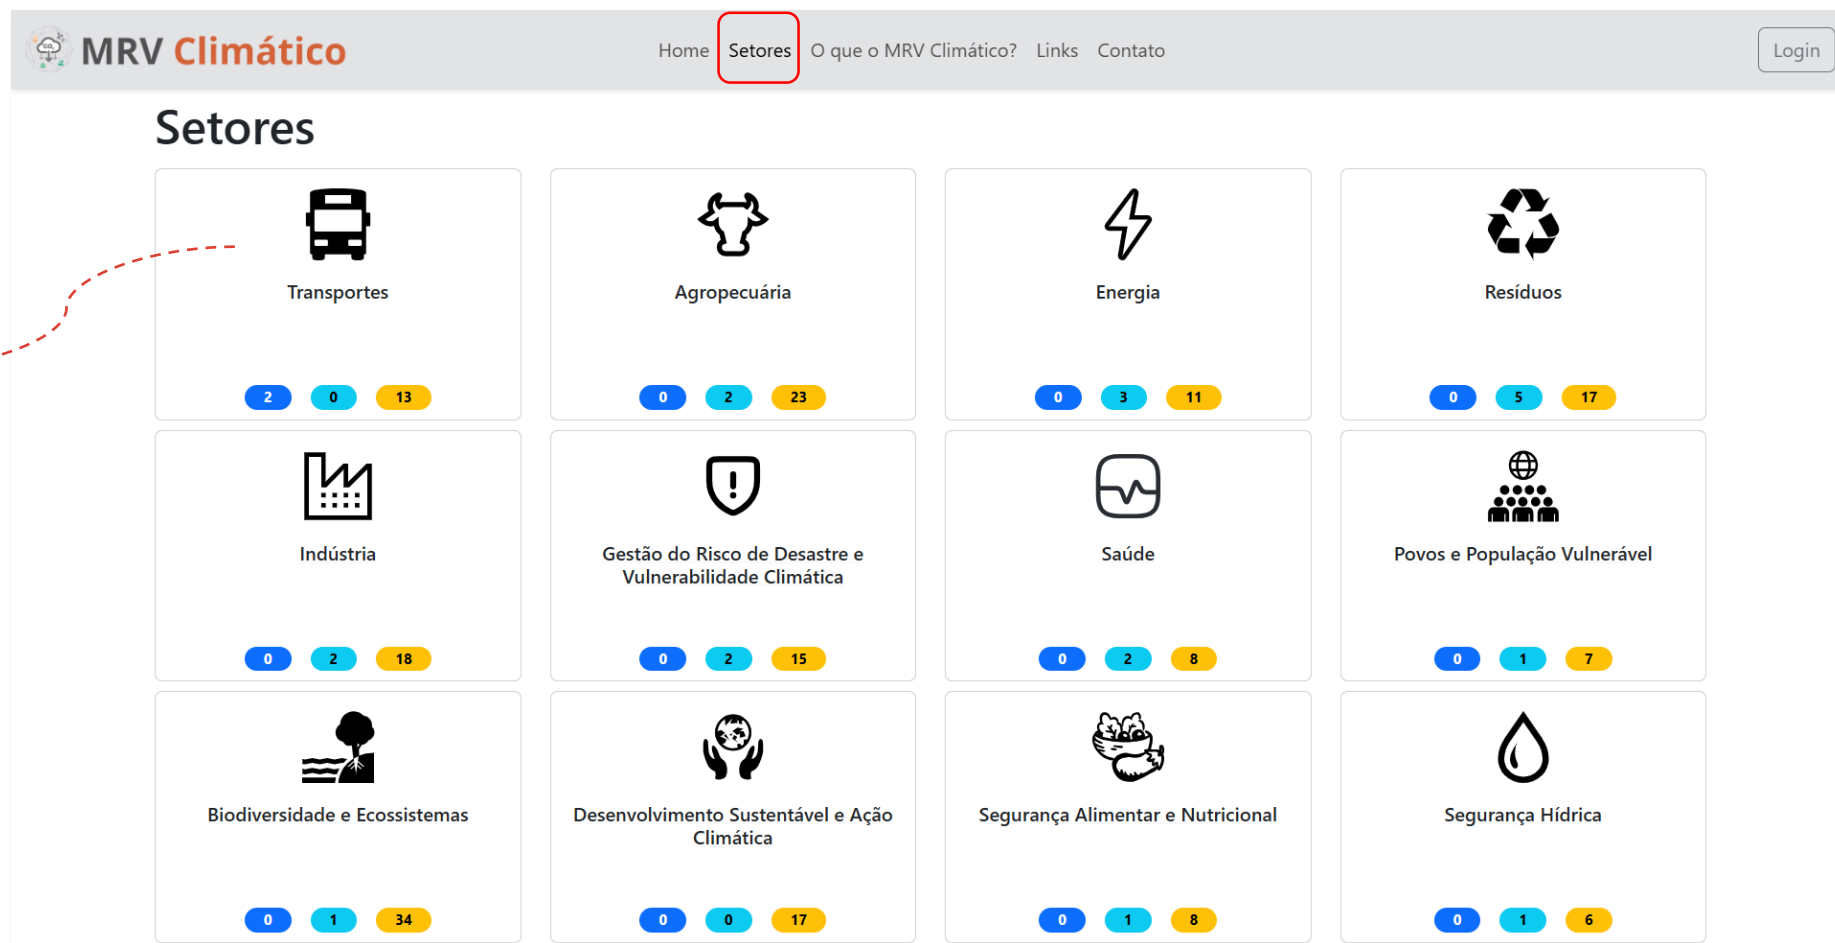 MRV Climático
Home Setores O que o MRV Climático? Links Contato
Login
Setores
Transportes
2 0 13
Agropecuária
0 2 23
Energia
0 3 11
Resíduos
0 5 17
Indústria
0 2 18
Gestão do Risco de Desastre e
Vulnerabilidade Climática
0 2 15
Saúde
0 2 8
Povos e População Vulnerável
0 1 7
Biodiversidade e Ecossistemas
0 1 34
Desenvolvimento Sustentável e Ação
Climática
0 0 17
Segurança Alimentar e Nutricional
0 1 8
Segurança Hídrica
0 1 6